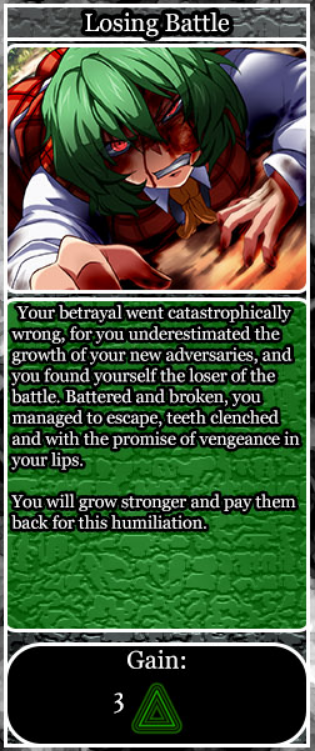 Losing Battle
Your betrayal went catastrophically
wrong, for you underestimated the
growth of your new adversaries, and
you found yourself the loser of the
battle. Battered and broken, you
managed to escape, teeth clenched
and with the promise of vengeance in
your lips.
You will grow stronger and pay them
back for this humiliation.
Gain:
3